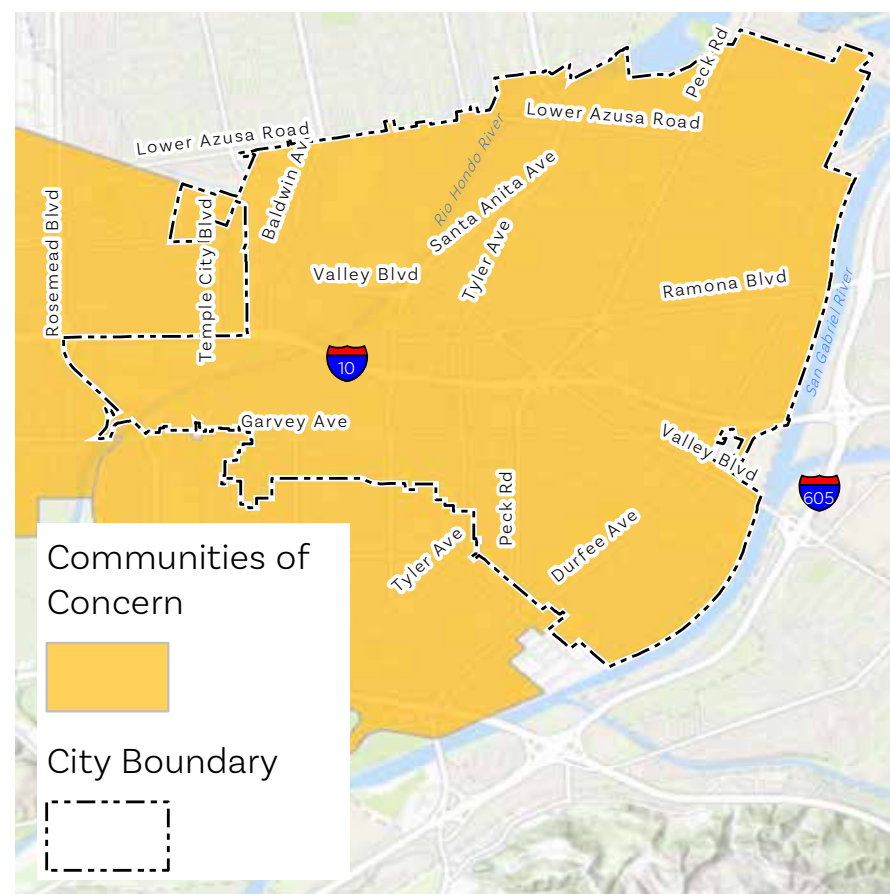 Peck Rd
Lower Azusa Road
Lower Azusa Road
Baldwin Av
Rio Hondo River
Santa Anita Ave
Tyler Ave
Rosemead Blvd
Temple City Blvd
Valley Blvd
Ramona Blvd
San Gabriel River
10
Garvey Ave
Valley Blvd
605
Peck Rd
Tyler Ave
Durfee Ave
Communities of
Concern
City Boundary